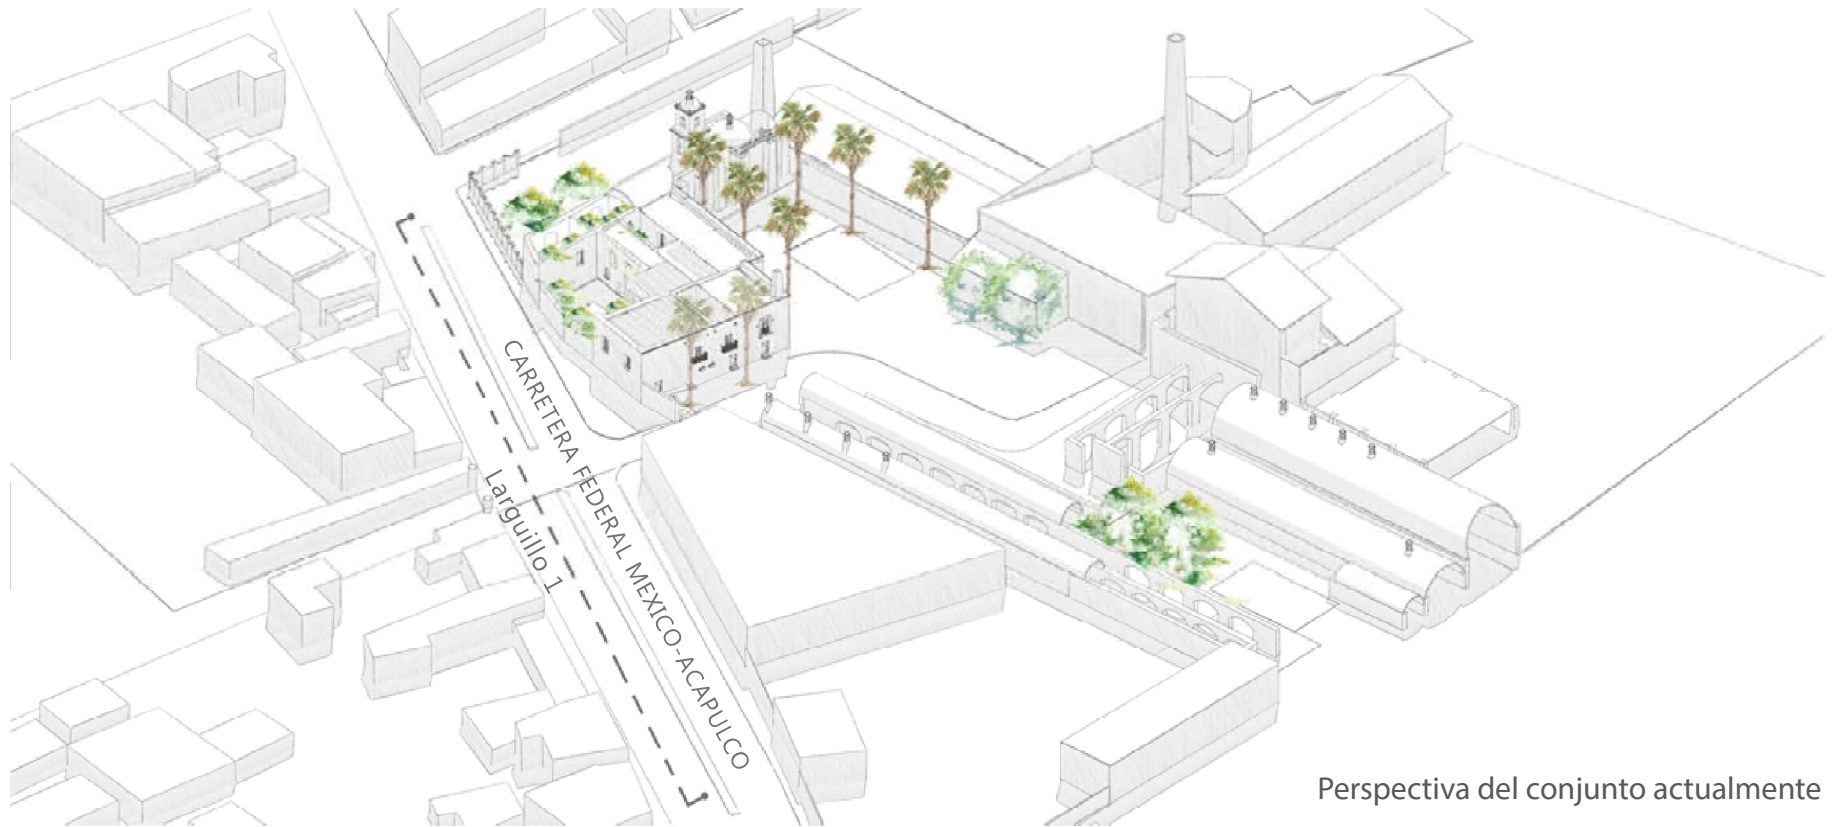 CARRETERA FEDERAL MEXICO-ACAPULCO
Larguillo 1
Perspectiva del conjunto actualmente